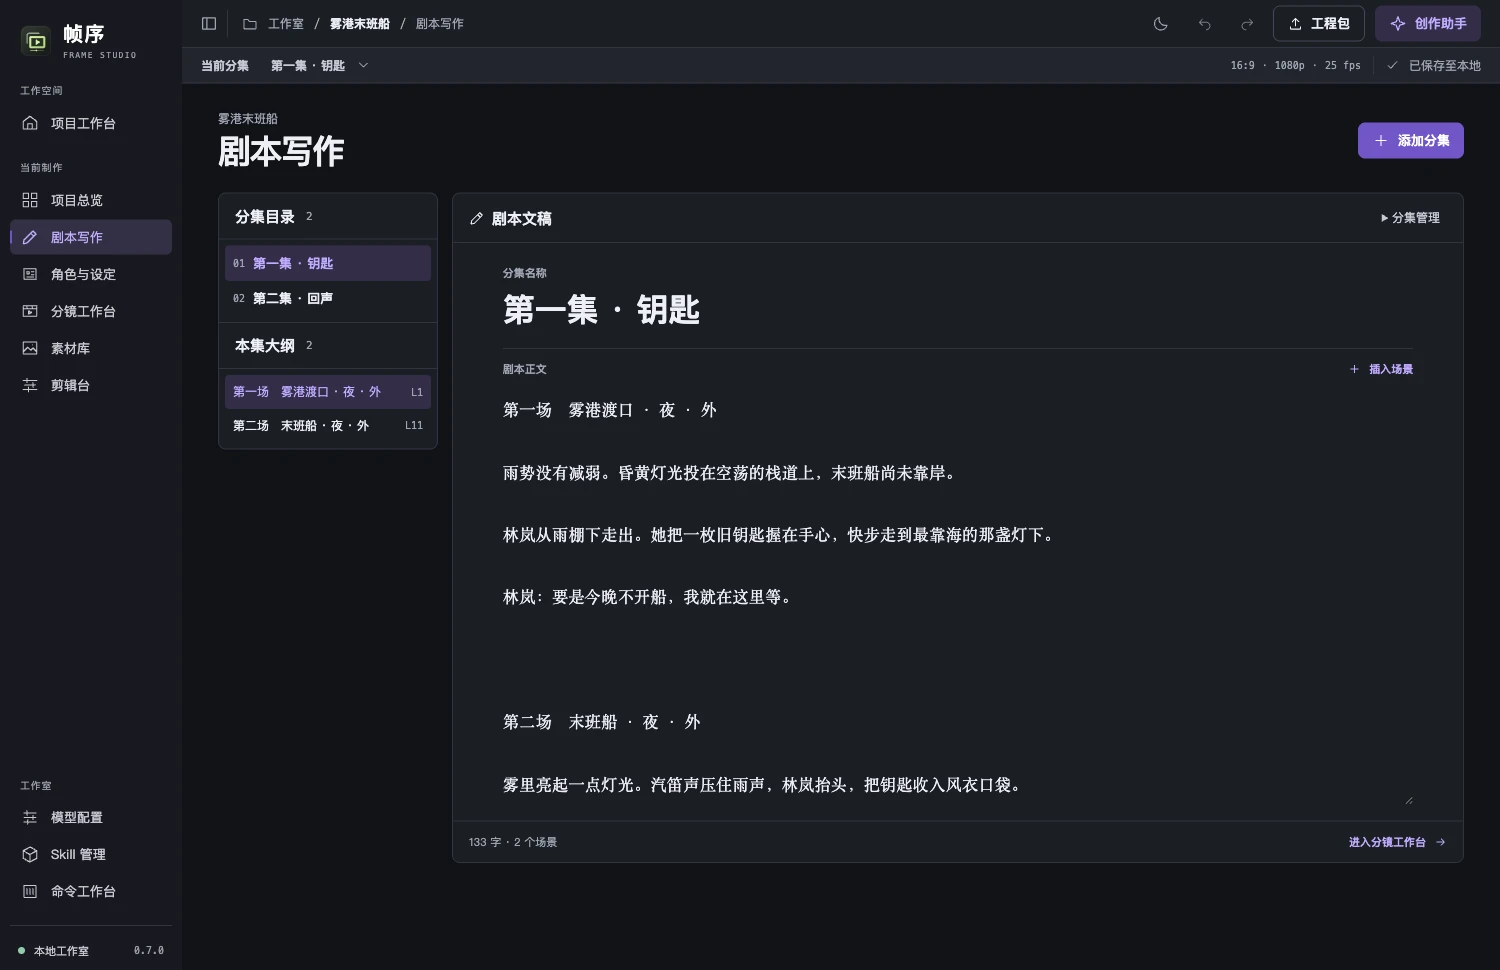 帧序
FRAME STUDIO
工作空间
项目工作台
当前制作
项目总览
剧本写作
角色与设定
分镜工作台
素材库
剪辑台
工作室
模型配置
Skill 管理
命令工作台
本地工作室 0.7.0
工作室 / 雾港末班船 / 剧本写作
工程包
创作助手
当前分集 第一集 · 钥匙
16:9 · 1080p · 25 fps
已保存至本地
雾港末班船
剧本写作
添加分集
分集目录 2
01 第一集 · 钥匙
02 第二集 · 回声
本集大纲 2
第一场 雾港渡口 · 夜 · 外 L1
第二场 末班船 · 夜 · 外 L11
剧本文稿
分集管理
分集名称
第一集 · 钥匙
剧本正文
插入场景
第一场 雾港渡口 · 夜 · 外
雨势没有减弱。昏黄灯光投在空荡的栈道上，末班船尚未靠岸。
林岚从雨棚下走出。她把一枚旧钥匙握在手心，快步走到最靠海的那盏灯下。
林岚：要是今晚不开船，我就在这里等。
第二场 末班船 · 夜 · 外
雾里亮起一点灯光。汽笛声压住雨声，林岚抬头，把钥匙收入风衣口袋。
133 字 · 2 个场景
进入分镜工作台